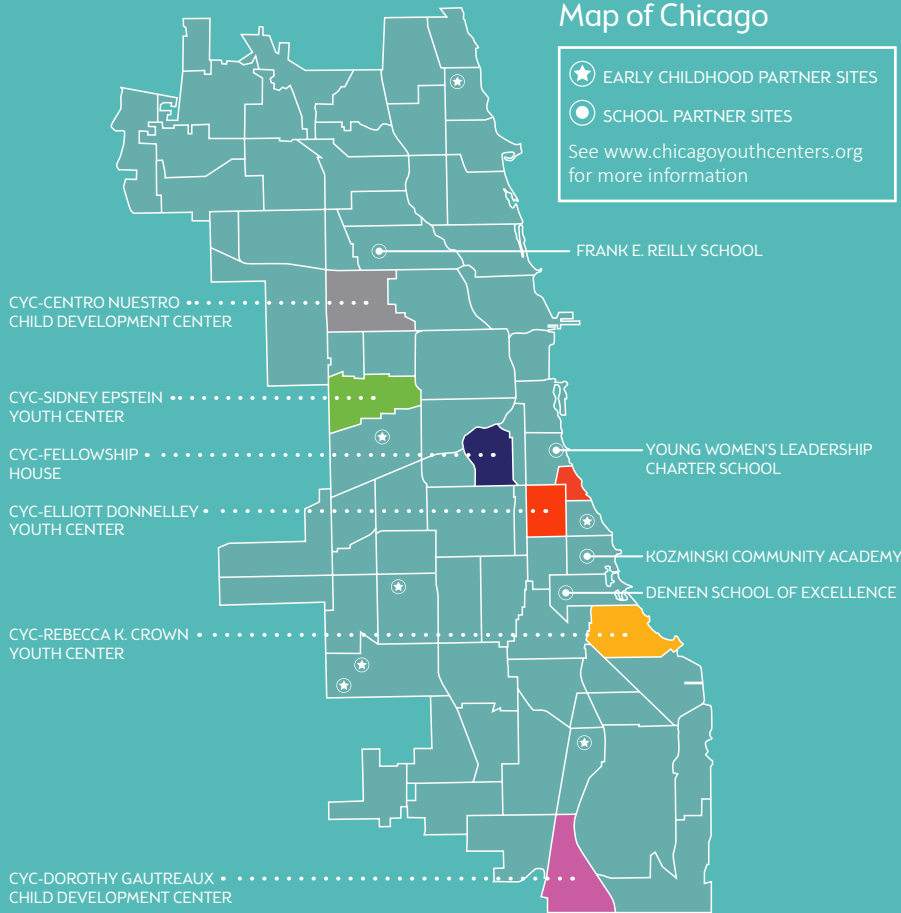 Map of Chicago
EARLY CHILDHOOD PARTNER SITES
SCHOOL PARTNER SITES
See www.chicagoyouthcenters.org
for more information
FRANK E. REILLY SCHOOL
CYC-CENTRO NUESTRO
CHILD DEVELOPMENT CENTER
CYC-SIDNEY EPSTEIN
YOUTH CENTER
CYC-FELLOWSHIP
HOUSE
YOUNG WOMEN'S LEADERSHIP
CHARTER SCHOOL
CYC-ELLIOTT DONNELLEY
YOUTH CENTER
KOZMINSKI COMMUNITY ACADEMY
DENEEN SCHOOL OF EXCELLENCE
CYC-REBECCA K. CROWN
YOUTH CENTER
CYC-DOROTHY GAUTREAUX
CHILD DEVELOPMENT CENTER